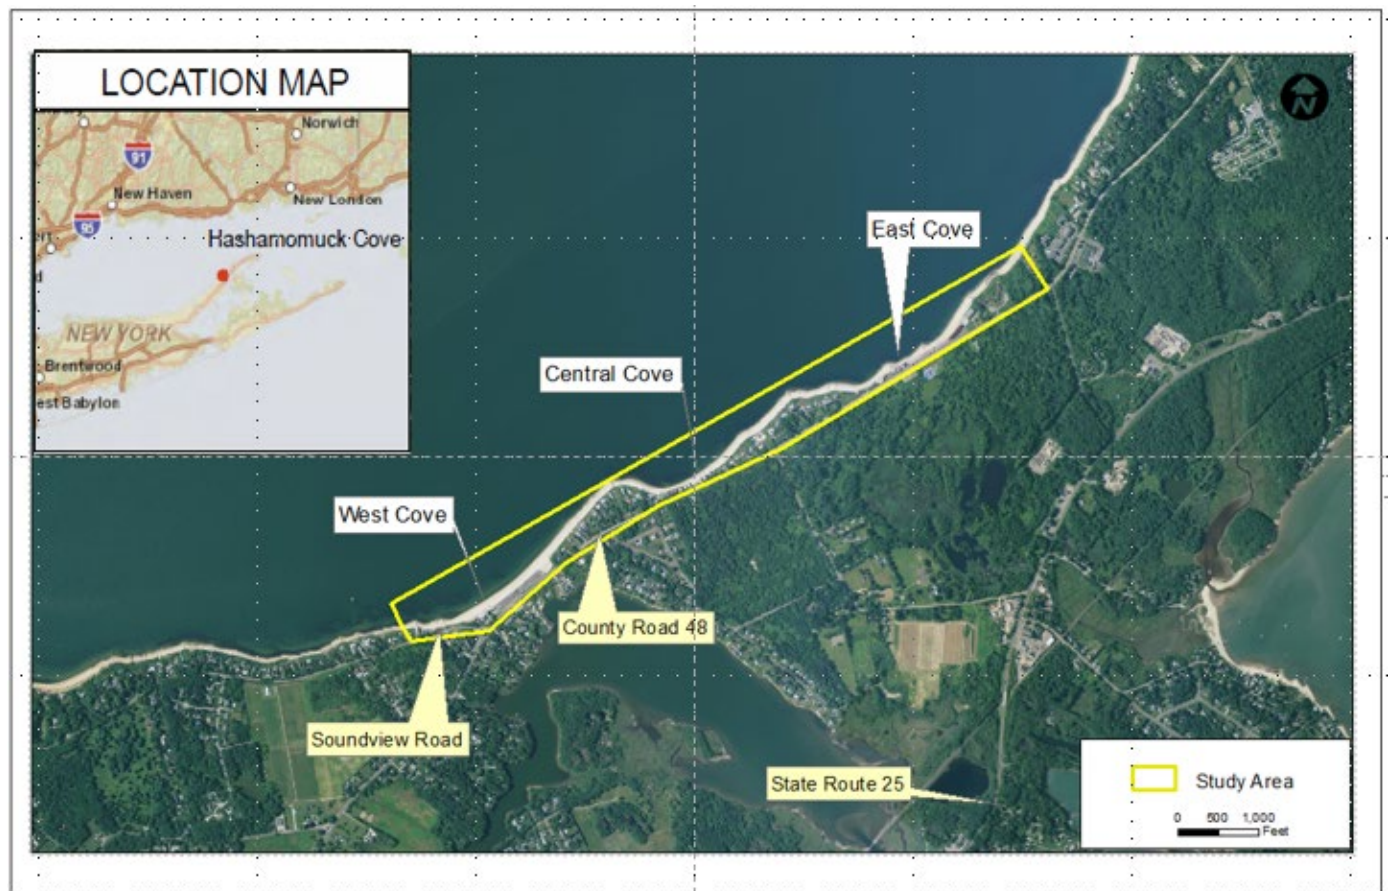 LOCATION MAP
Norwich
91
New Haven
New London
95
Hashamomuck Cove
NEW YORK
Brentwood
est Babylon
N
East Cove
Central Cove
West Cove
County Road 48
Soundview Road
State Route 25
Study Area
0 500 1,000
Feet